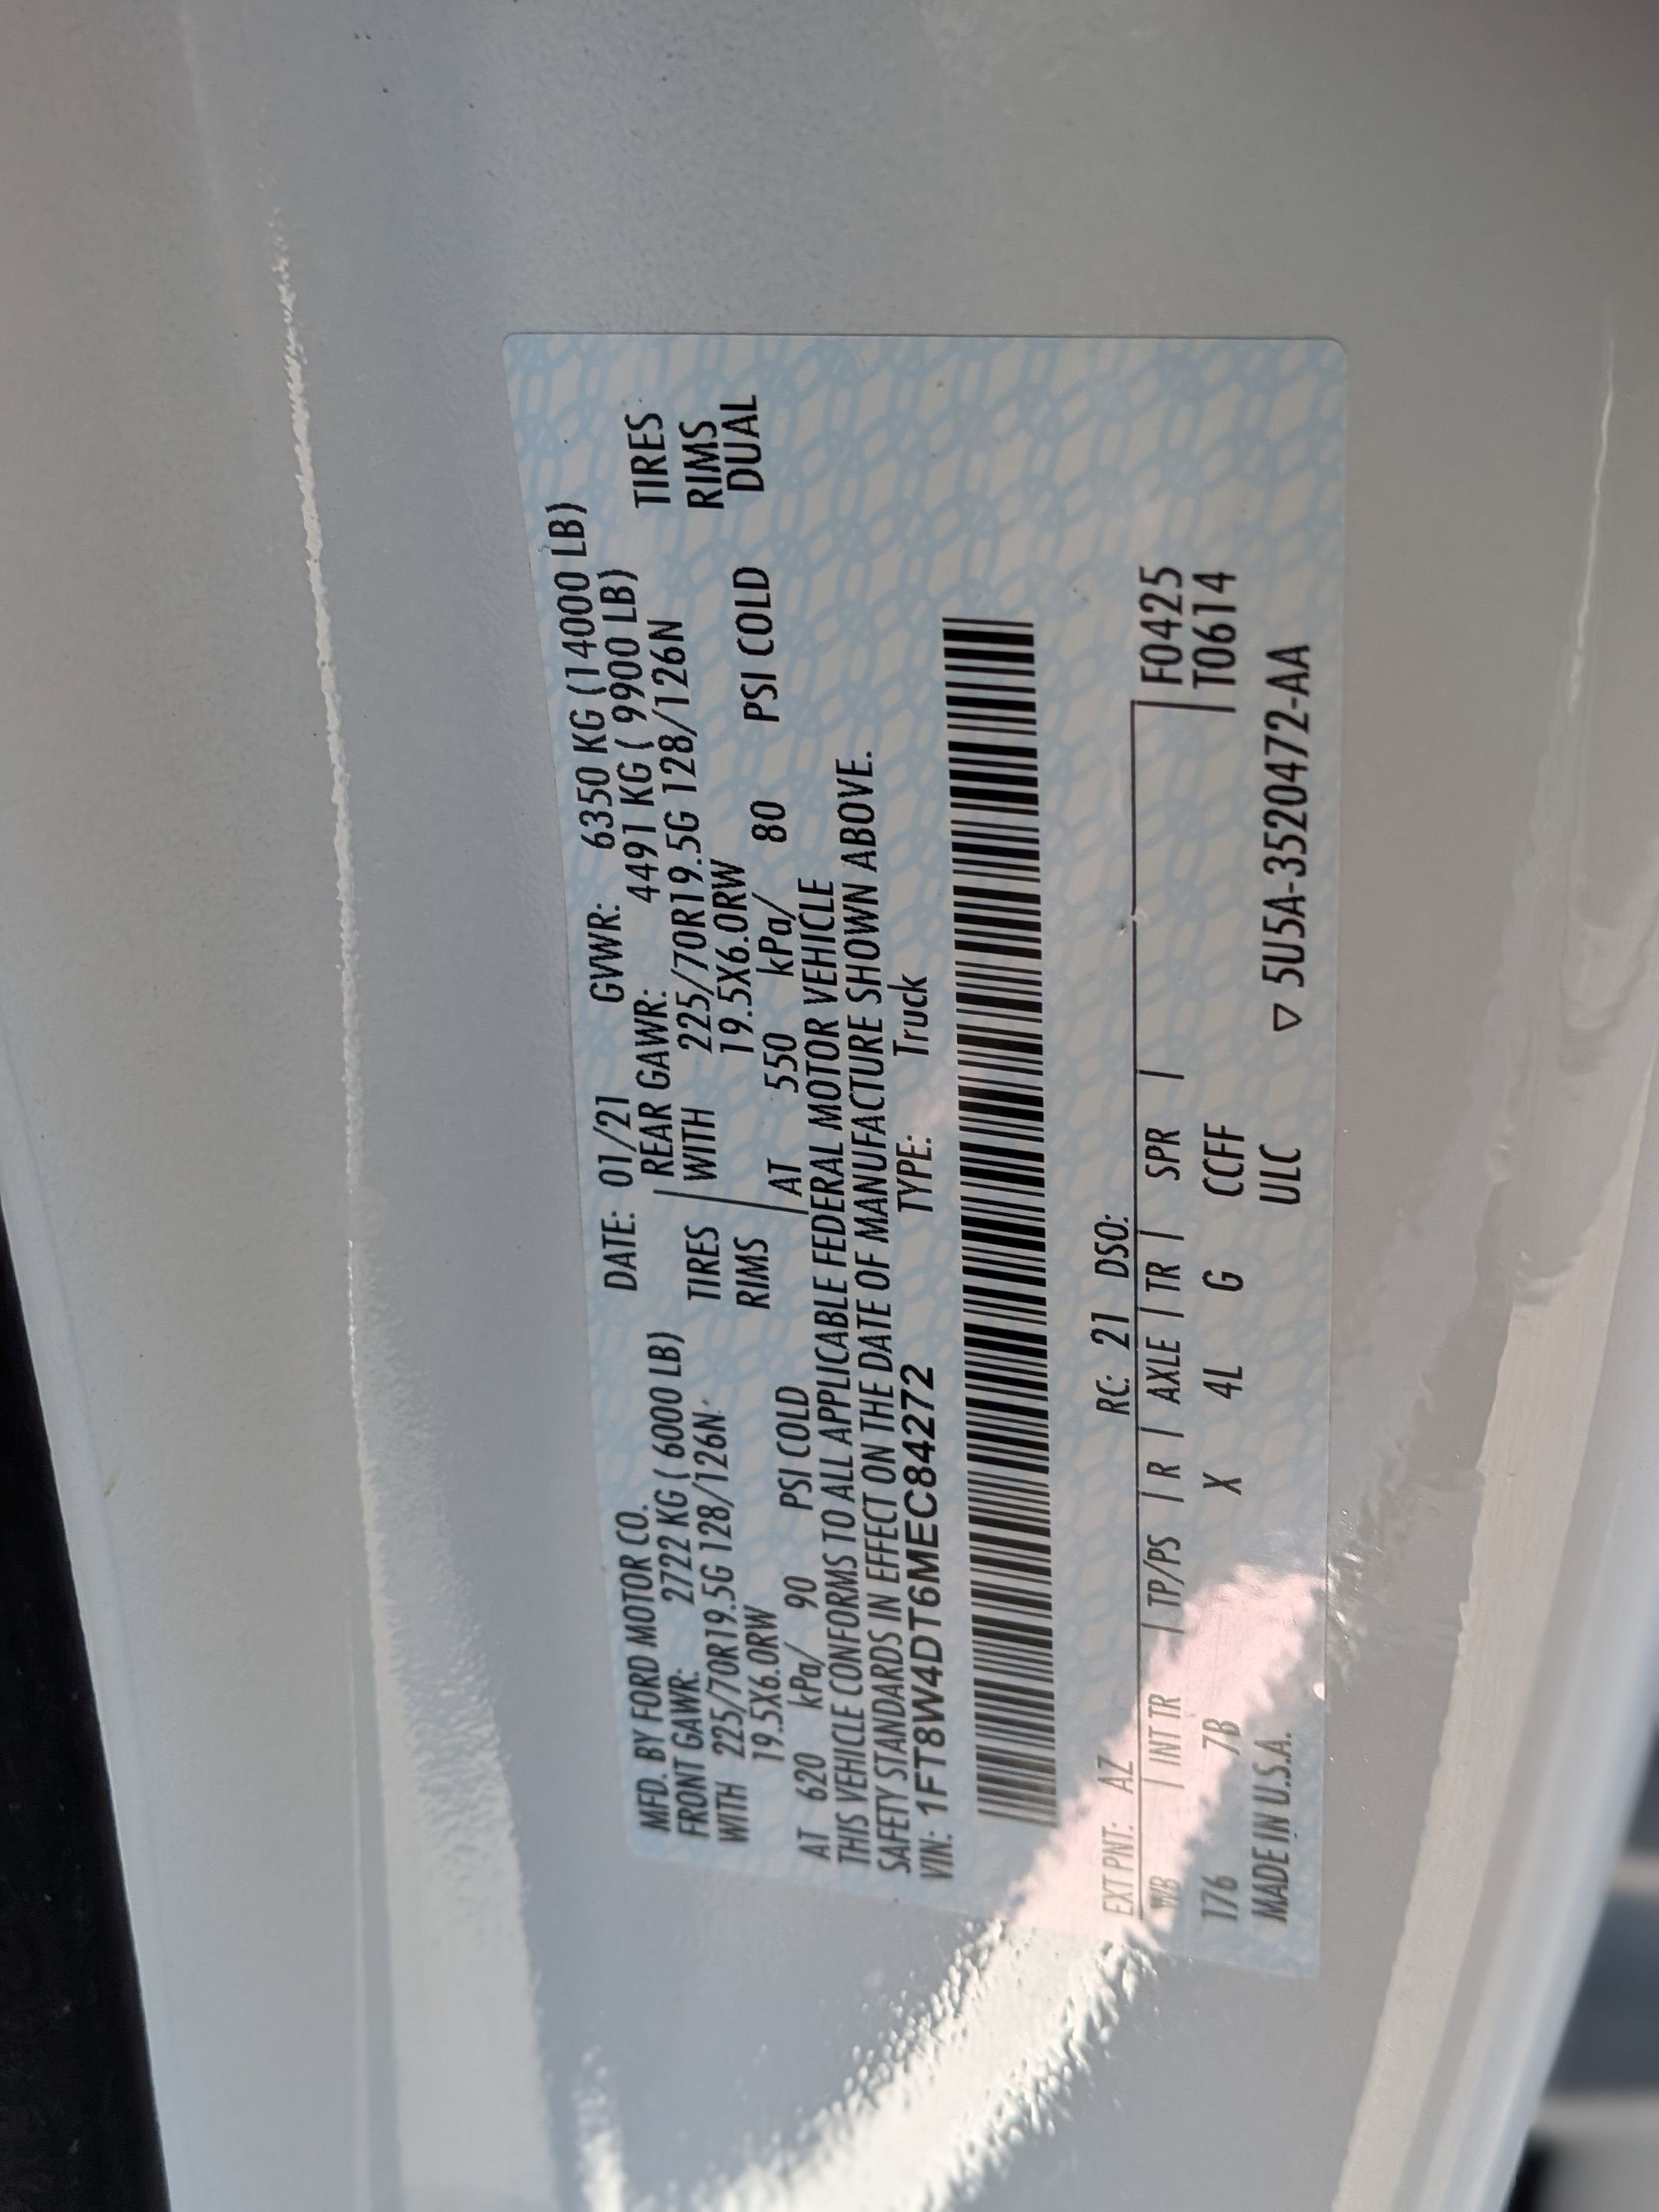 MFD. BY FORD MOTOR CO. DATE: 01/21 GVWR: 6350 KG (14000 LB)
FRONT GAWR: 2722 KG ( 6000 LB) REAR GAWR: 4491 KG ( 9900 LB)
WITH 225/70R19.5G 128/126N TIRES WITH 225/70R19.5G 128/126N TIRES
19.5X6.0RW RIMS 19.5X6.0RW RIMS
AT 620 kPa/ 90 PSI COLD AT 550 kPa/ 80 PSI COLD DUAL
THIS VEHICLE CONFORMS TO ALL APPLICABLE FEDERAL MOTOR VEHICLE
SAFETY STANDARDS IN EFFECT ON THE DATE OF MANUFACTURE SHOWN ABOVE.
VIN: 1FT8W4DT6MEC84272 TYPE: Truck
EXT PNT: AZ RC: 21 DSO:
WB | INT TR | TP/PS | R | AXLE | TR | SPR | F0425
176 7B X 4L G CCFF T0614
MADE IN U.S.A. ULC ▽ 5U5A-3520472-AA